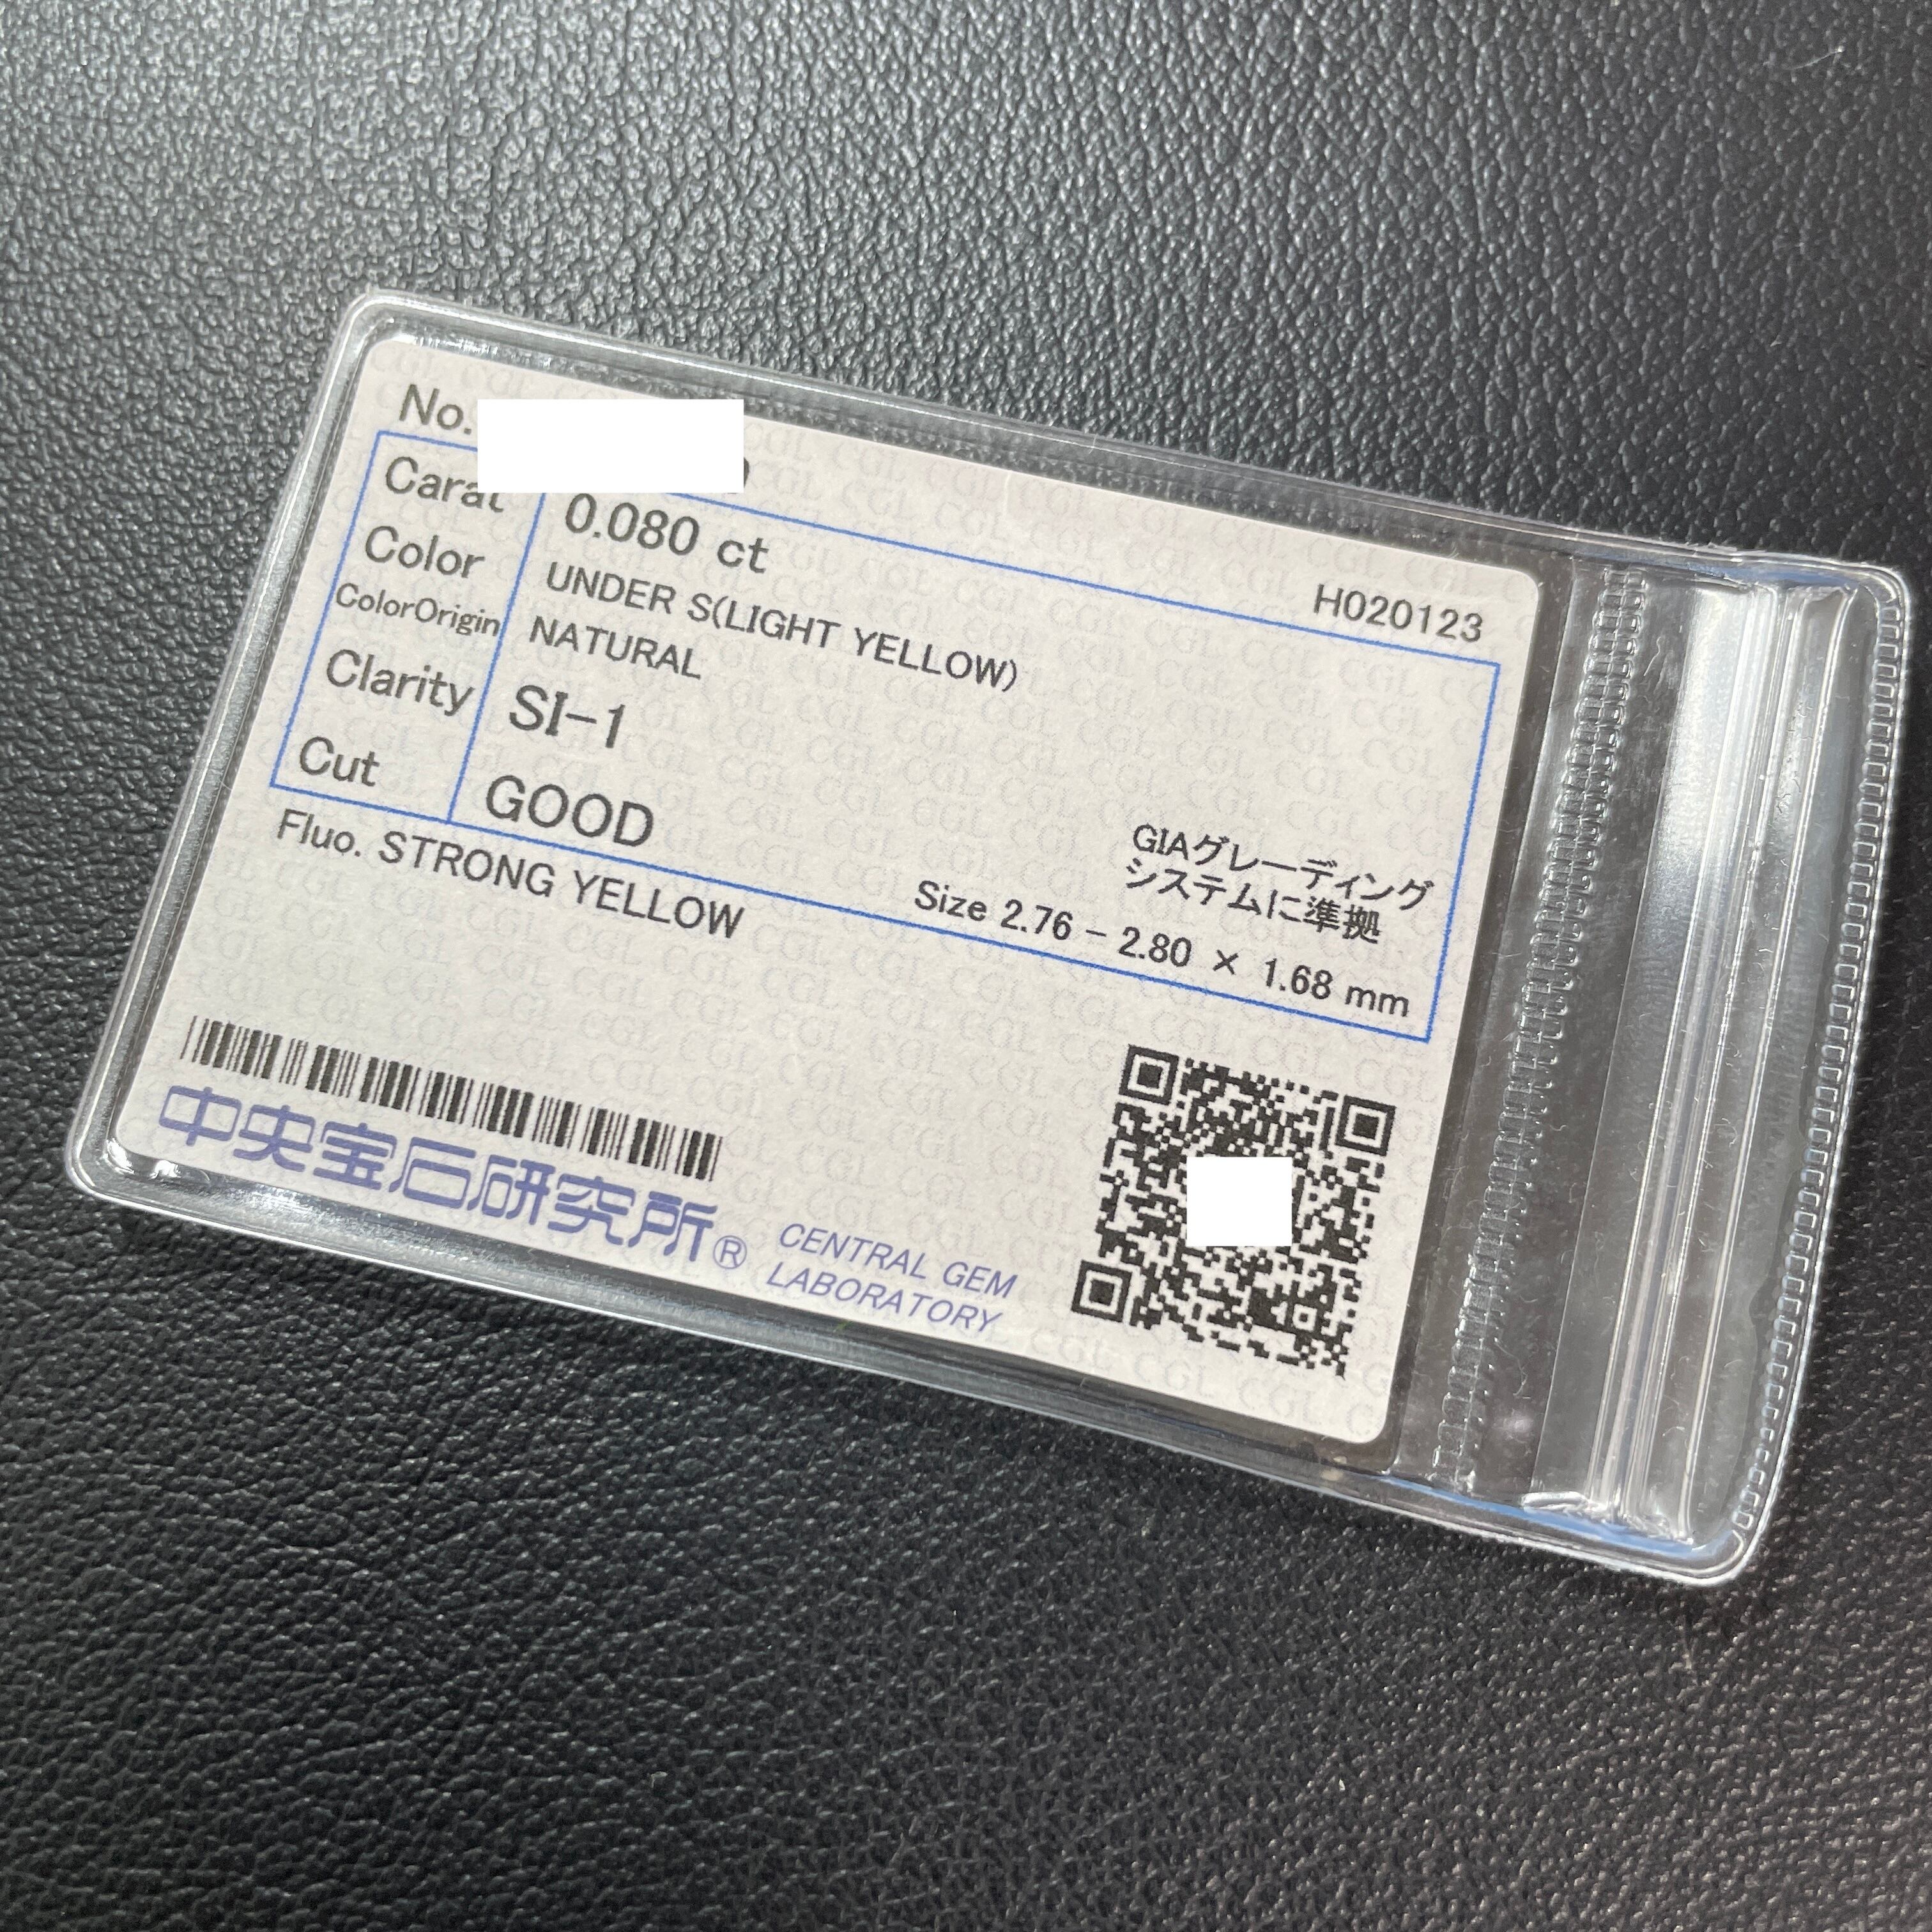 No.
Carat 0.080 ct
H020123
Color UNDER S(LIGHT YELLOW)
ColorOrigin NATURAL
Clarity SI-1
Cut GOOD
GIAグレーディング
システムに準拠
Size 2.76 - 2.80 × 1.68 mm
Fluo. STRONG YELLOW
中央宝石研究所®
CENTRAL GEM
LABORATORY